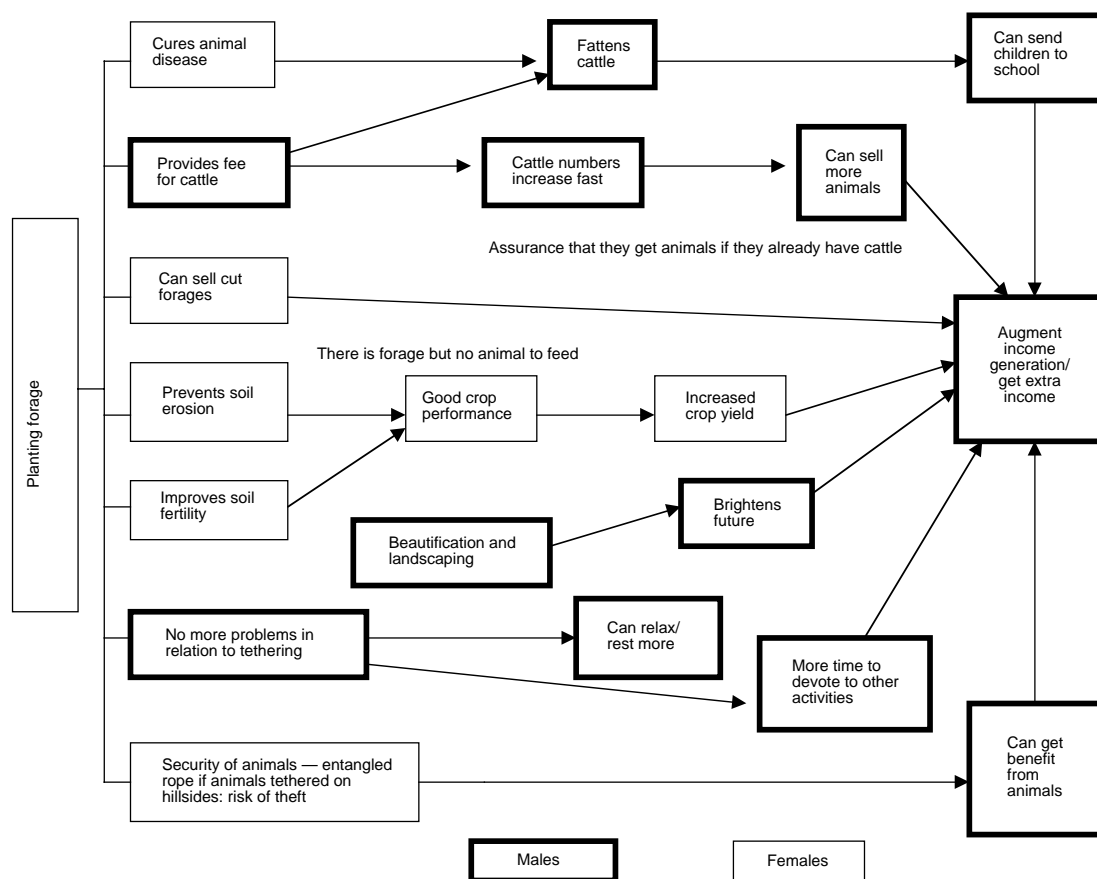 Cures animal
disease
Fattens
cattle
Can send
children to
school
Provides fee
for cattle
Cattle numbers
increase fast
Can sell
more
animals
Assurance that they get animals if they already have cattle
Can sell cut
forages
There is forage but no animal to feed
Augment
income
generation/
get extra
income
Planting forage
Prevents soil
erosion
Good crop
performance
Increased
crop yield
Improves soil
fertility
Beautification and
landscaping
Brightens
future
No more problems in
relation to tethering
Can relax/
rest more
More time to
devote to other
activities
Security of animals — entangled
rope if animals tethered on
hillsides: risk of theft
Can get
benefit
from
animals
Males
Females